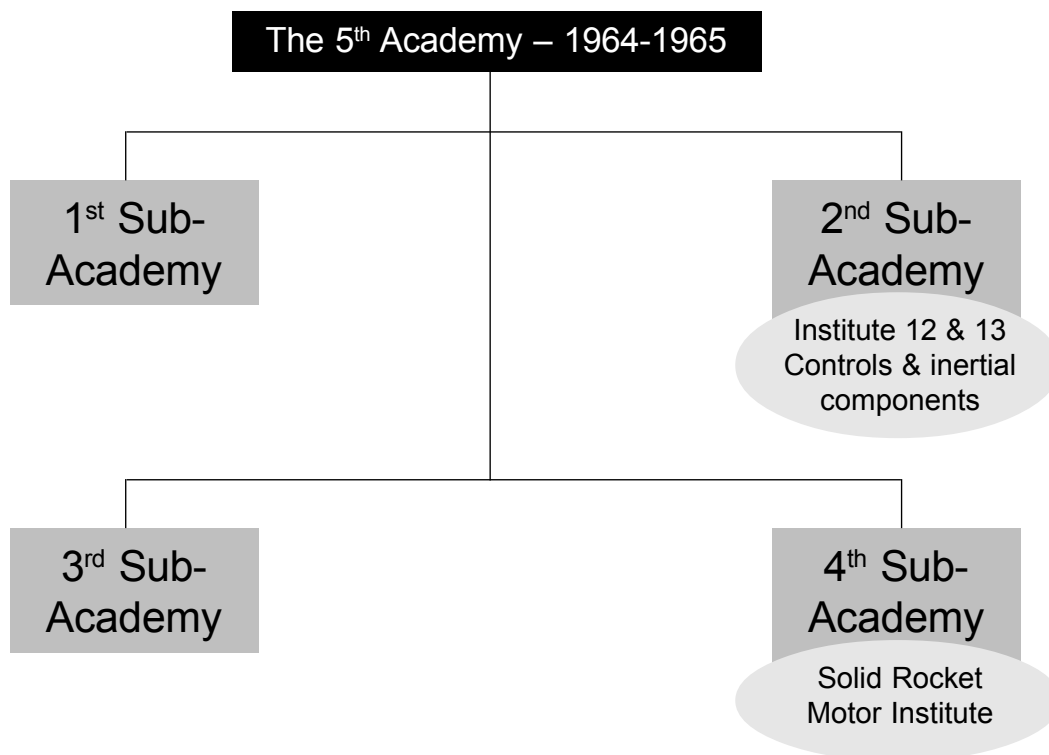 The 5th Academy – 1964-1965
1st Sub-
Academy
2nd Sub-
Academy
Institute 12 & 13
Controls & inertial
components
3rd Sub-
Academy
4th Sub-
Academy
Solid Rocket
Motor Institute